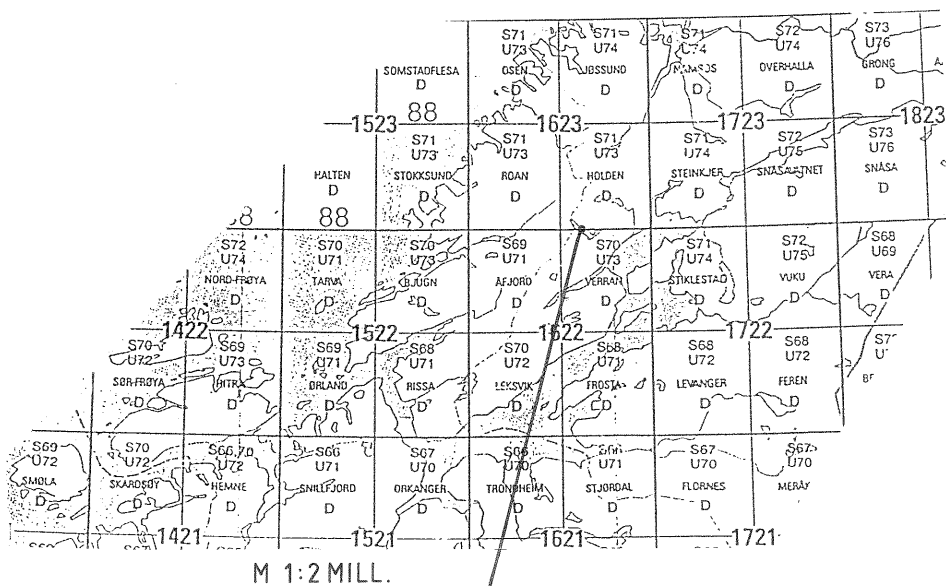 S71 S71 S71 S72 S73
U73 U74 U74 U74 U76
SOMSTADFLESA OSEN JØSSUND NAMSOS OVERHALLA GRONG
D D D D D D
88
1523 1623 1723 1823
S71 S71 S71 S71 S72 S73
U73 U73 U73 U74 U75 U76
HALTEN STOKKSUND ROAN HOLDEN STEINKJER SNÅSAVATNET SNÅSA
D D D D D D D
88
S72 S70 S70 S69 S70 S71 S72 S68
U74 U71 U73 U71 U73 U74 U75 U69
NORD-FRØYA TARVA BJUGN ÅFJORD VERRAN STIKLESTAD VUKU VERA
D D D D D D D D
1422 1522 1622 1722
S70 S69 S69 S68 S70 S68 S68 S68
U72 U73 U71 U71 U72 U71 U72 U72
SØR-FRØYA HITRA ØRLAND RISSA LEKSVIK FROSTA LEVANGER FEREN
D D D D D D D D
S69 S70 S66,70 S66 S67 S66 S66 S67 S67
U72 U72 U72 U71 U70 U70 U71 U70 U70
SMØLA SKARDSØY HEMNE SNILLFJORD ORKANGER TRONDHEIM STJØRDAL FLORNES MERÅY
D D D D D D D D
1421 1521 1621 1721
M 1:2 MILL.